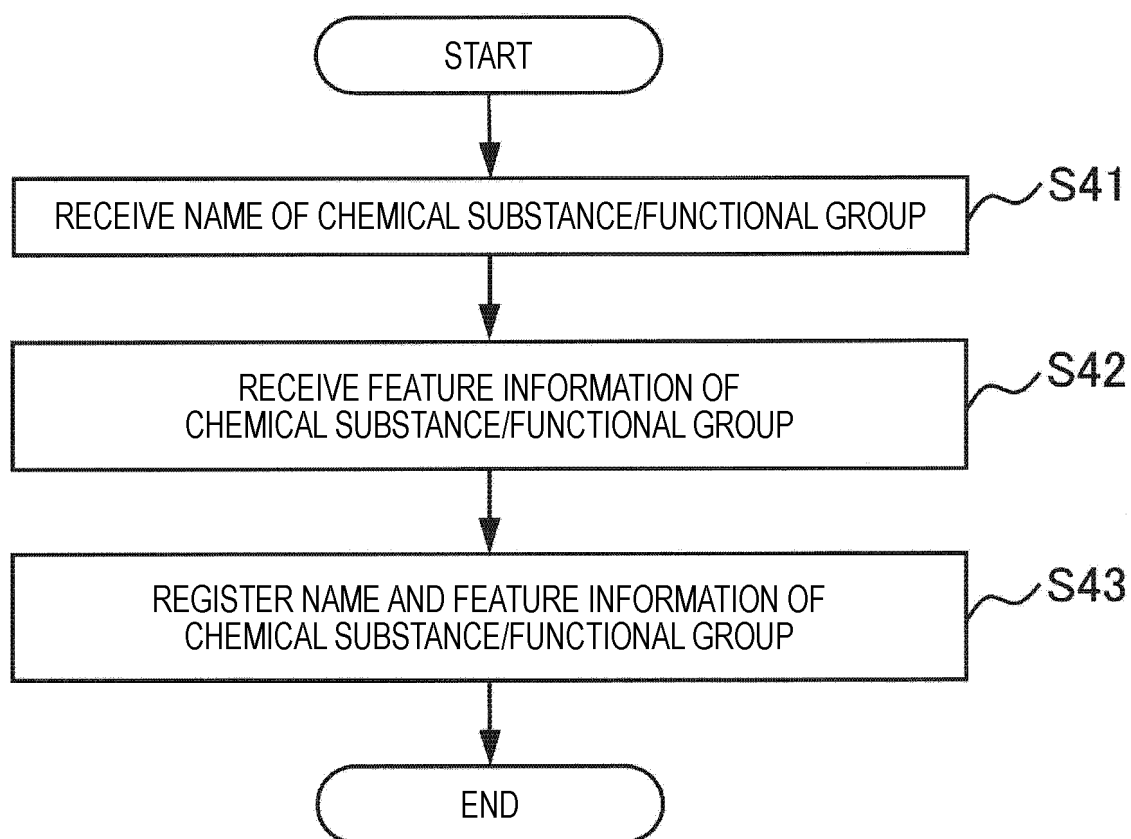 START
RECEIVE NAME OF CHEMICAL SUBSTANCE/FUNCTIONAL GROUP
S41
RECEIVE FEATURE INFORMATION OF
CHEMICAL SUBSTANCE/FUNCTIONAL GROUP
S42
REGISTER NAME AND FEATURE INFORMATION OF
CHEMICAL SUBSTANCE/FUNCTIONAL GROUP
S43
END